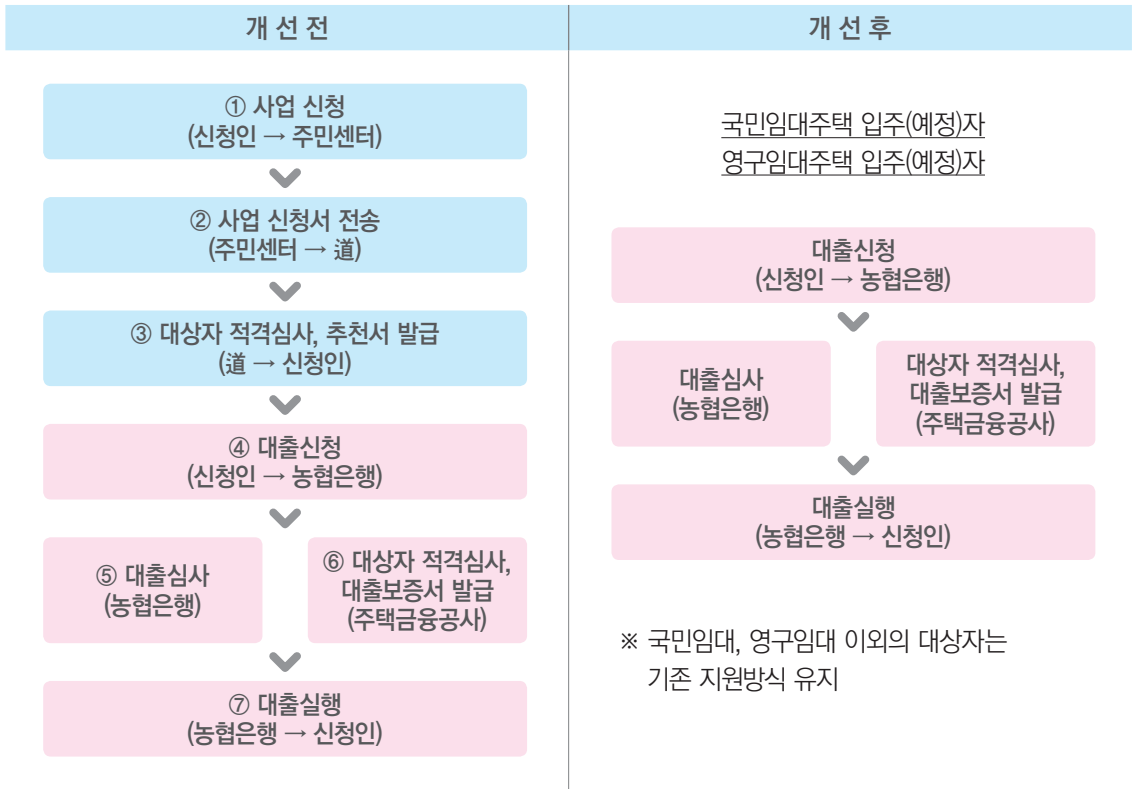 개 선 전
① 사업 신청
(신청인 → 주민센터)
② 사업 신청서 전송
(주민센터 → 道)
③ 대상자 적격심사, 추천서 발급
(道 → 신청인)
④ 대출신청
(신청인 → 농협은행)
⑤ 대출심사
(농협은행)
⑥ 대상자 적격심사,
대출보증서 발급
(주택금융공사)
⑦ 대출실행
(농협은행 → 신청인)
개 선 후
국민임대주택 입주(예정)자
영구임대주택 입주(예정)자
대출신청
(신청인 → 농협은행)
대출심사
(농협은행)
대상자 적격심사,
대출보증서 발급
(주택금융공사)
대출실행
(농협은행 → 신청인)
※ 국민임대, 영구임대 이외의 대상자는
기존 지원방식 유지